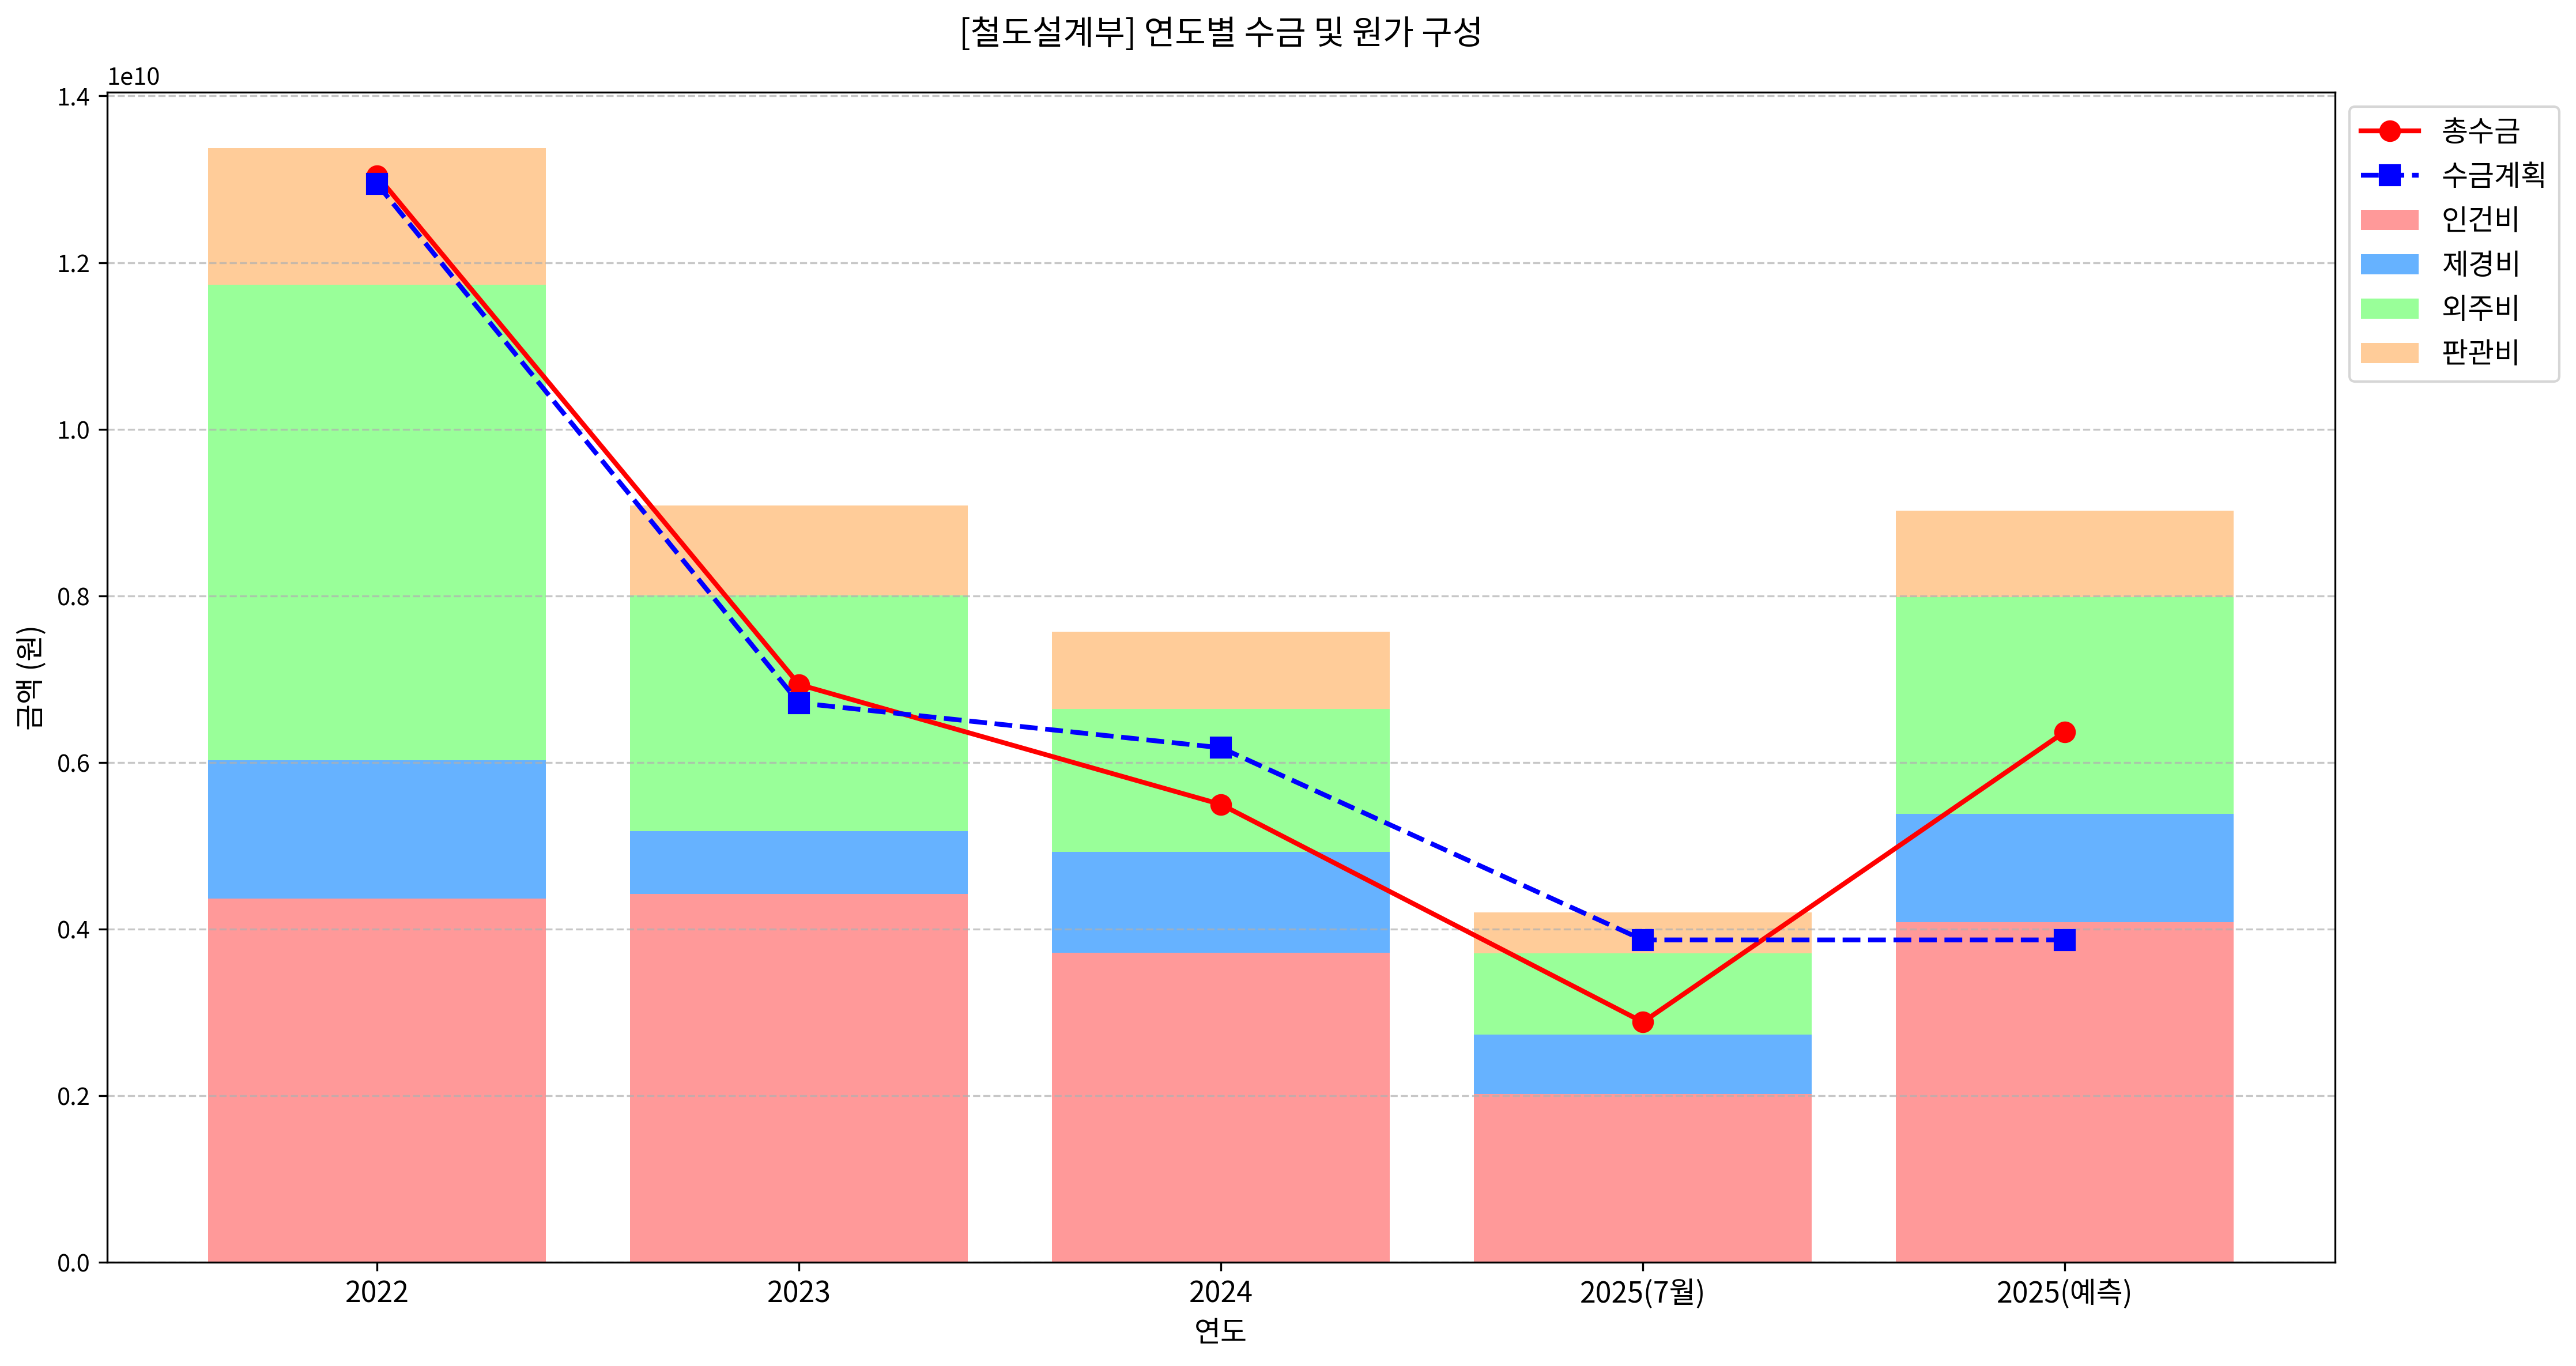 [철도설계부] 연도별 수금 및 원가 구성
1e10
1.4
1.2
1.0
0.8
0.6
0.4
0.2
0.0
금액 (원)
2022
2023
2024
2025(7월)
2025(예측)
연도
총수금
수금계획
인건비
제경비
외주비
판관비